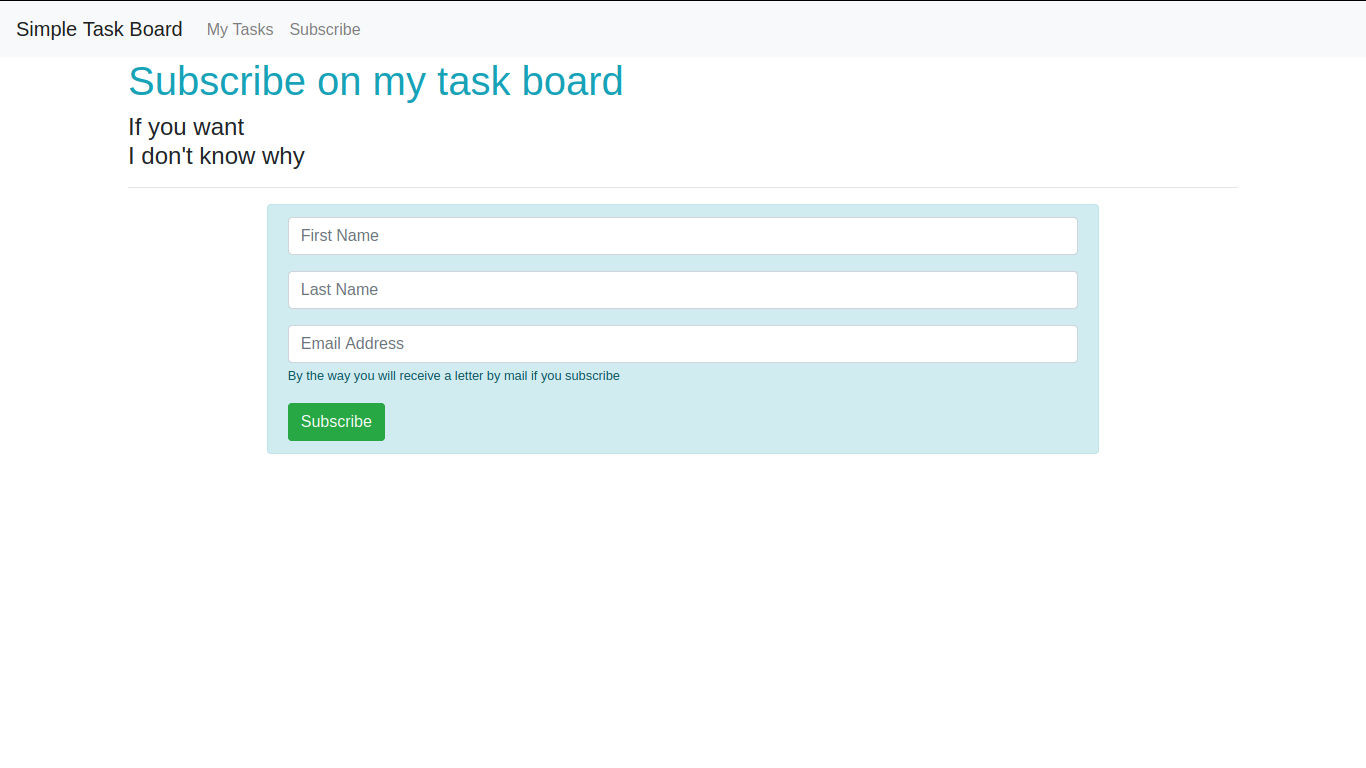 Simple Task Board My Tasks Subscribe
Subscribe on my task board
If you want
I don't know why
First Name
Last Name
Email Address
By the way you will receive a letter by mail if you subscribe
Subscribe